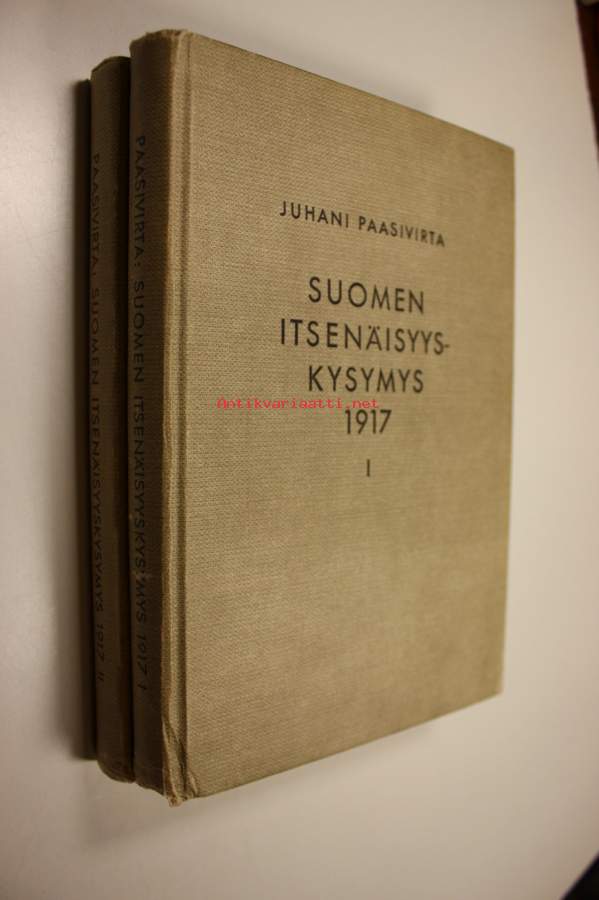 JUHANI PAASIVIRTA
SUOMEN
ITSENÄISYYS-
KYSYMYS
Antikvariaatti.net
1917
I
PAASIVIRTA: SUOMEN ITSENÄISYYSKYSYMYS 1917 I
PAASIVIRTA: SUOMEN ITSENÄISYYSKYSYMYS 1917 II